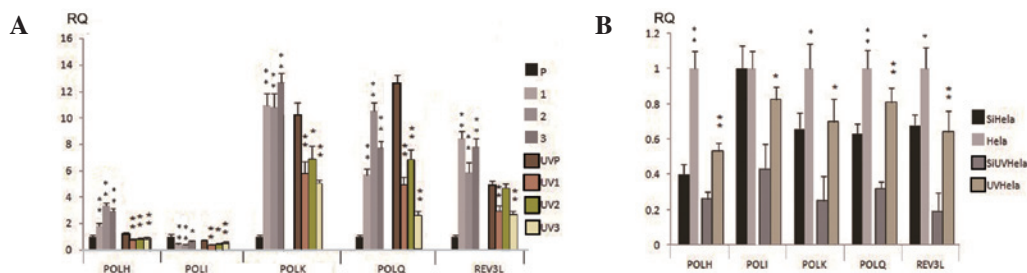 A
RQ
16
14
12
10
8
6
4
2
0
POLH POLI POLK POLQ REV3L
P
1
2
3
UVP
UV1
UV2
UV3
B
RQ
1.2
1
0.8
0.6
0.4
0.2
0
POLH POLI POLK POLQ REV3L
SiHela
Hela
SiUVHela
UVHela